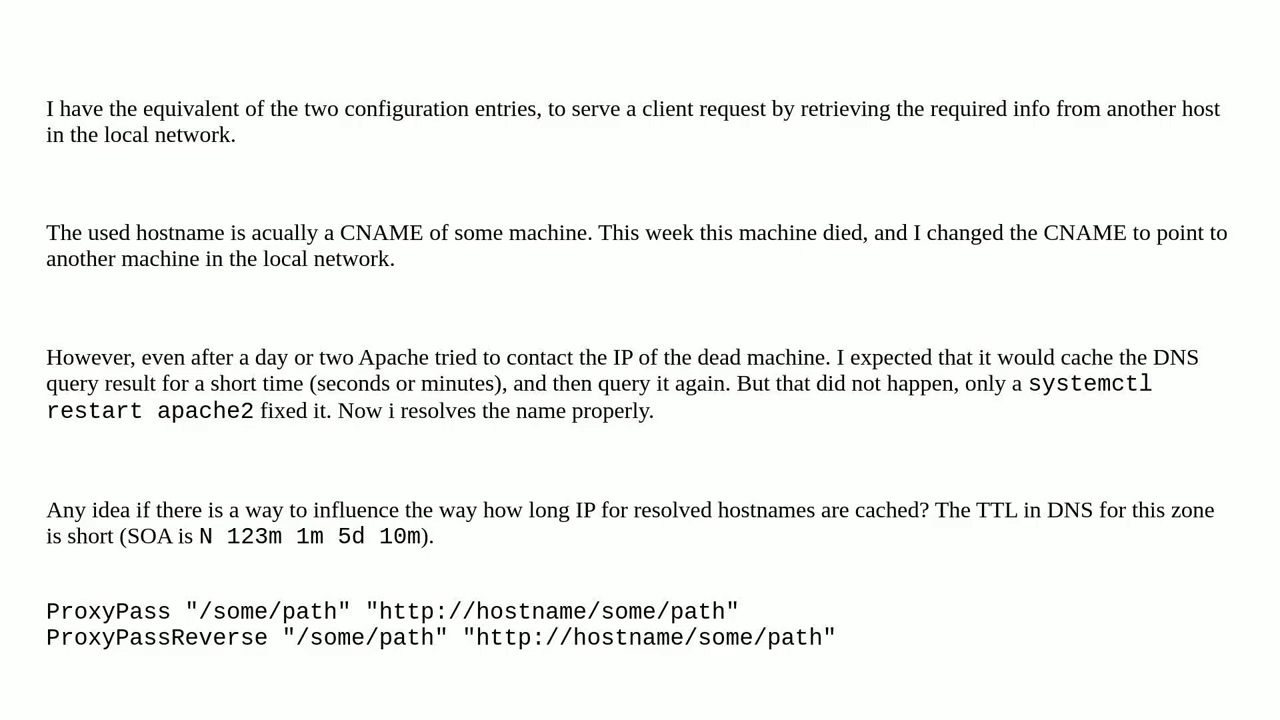 I have the equivalent of the two configuration entries, to serve a client request by retrieving the required info from another host
in the local network.
The used hostname is acually a CNAME of some machine. This week this machine died, and I changed the CNAME to point to
another machine in the local network.
However, even after a day or two Apache tried to contact the IP of the dead machine. I expected that it would cache the DNS
query result for a short time (seconds or minutes), and then query it again. But that did not happen, only a systemctl
restart apache2 fixed it. Now i resolves the name properly.
Any idea if there is a way to influence the way how long IP for resolved hostnames are cached? The TTL in DNS for this zone
is short (SOA is N 123m 1m 5d 10m).
ProxyPass "/some/path" "http://hostname/some/path"
ProxyPassReverse "/some/path" "http://hostname/some/path"